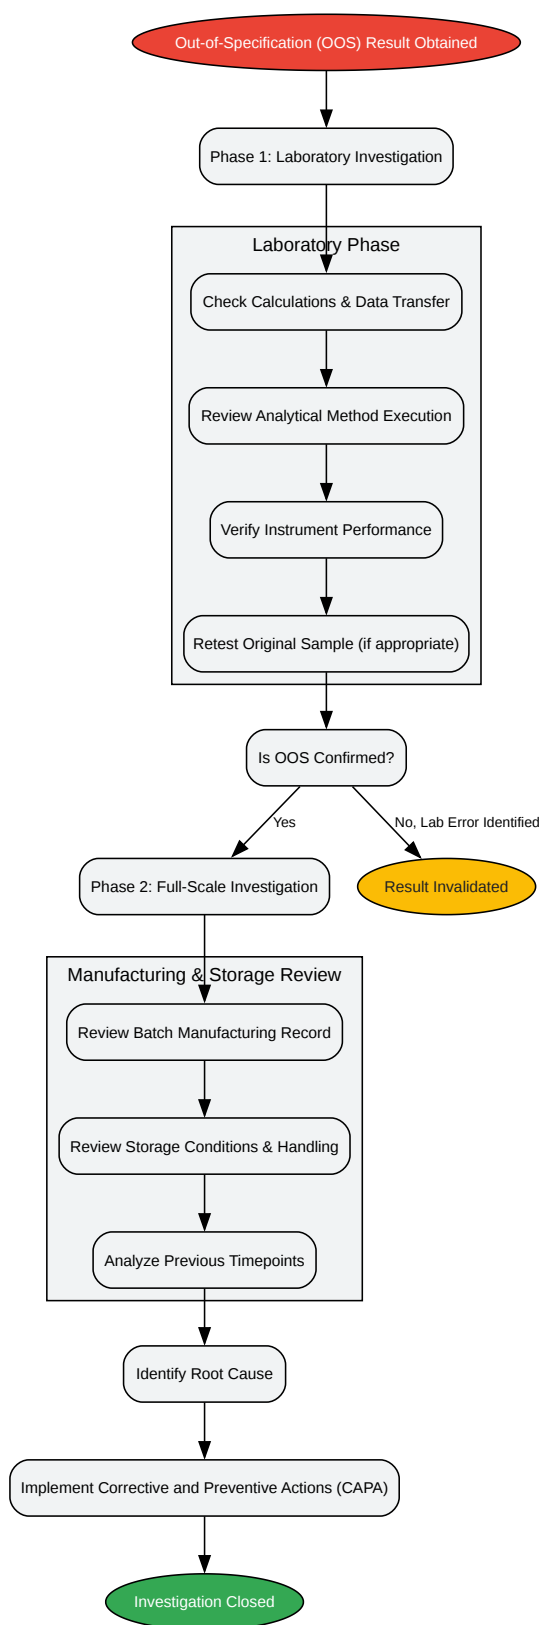 Out-of-Specification (OOS) Result Obtained
Phase 1: Laboratory Investigation
Laboratory Phase
Check Calculations & Data Transfer
Review Analytical Method Execution
Verify Instrument Performance
Retest Original Sample (if appropriate)
Is OOS Confirmed?
Yes
No, Lab Error Identified
Phase 2: Full-Scale Investigation
Result Invalidated
Manufacturing & Storage Review
Review Batch Manufacturing Record
Review Storage Conditions & Handling
Analyze Previous Timepoints
Identify Root Cause
Implement Corrective and Preventive Actions (CAPA)
Investigation Closed